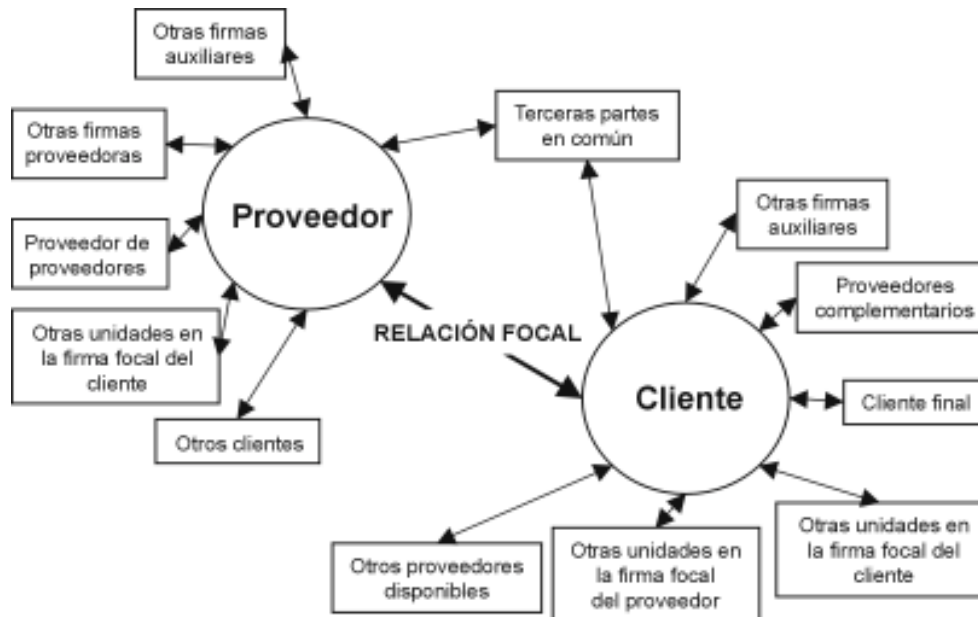 Otras firmas
auxiliares
Otras firmas
proveedoras
Terceras partes
en común
Proveedor
Proveedor de
proveedores
Otras firmas
auxiliares
Proveedores
complementarios
Otras unidades en
la firma focal del
cliente
RELACIÓN FOCAL
Cliente
Cliente final
Otros clientes
Otros proveedores
disponibles
Otras unidades en
la firma focal
del proveedor
Otras unidades en
la firma focal del
cliente